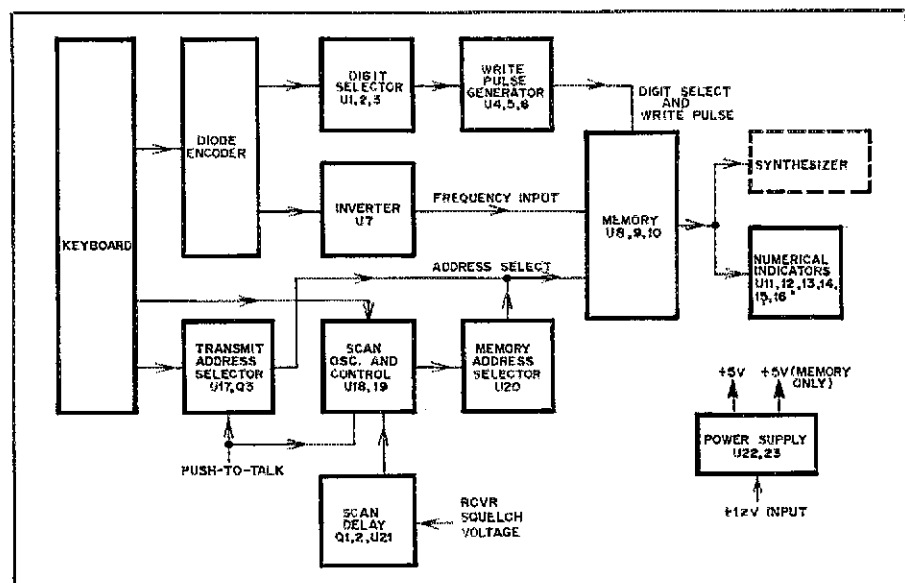 KEYBOARD
DIODE
ENCODER
DIGIT
SELECTOR
U1,2,3
WRITE
PULSE
GENERATOR
U4,5,6
DIGIT SELECT
AND
WRITE PULSE
INVERTER
U7
FREQUENCY INPUT
MEMORY
U8,9,10
SYNTHESIZER
NUMERICAL
INDICATORS
U11,12,13,14,
15,16
ADDRESS SELECT
TRANSMIT
ADDRESS
SELECTOR
U17,Q3
SCAN
OSC. AND
CONTROL
U18,19
MEMORY
ADDRESS
SELECTOR
U20
PUSH-TO-TALK
SCAN
DELAY
Q1,2,U21
RCVR
SQUELCH
VOLTAGE
+5V
+5V(MEMORY
ONLY)
POWER SUPPLY
U22,23
+12V INPUT